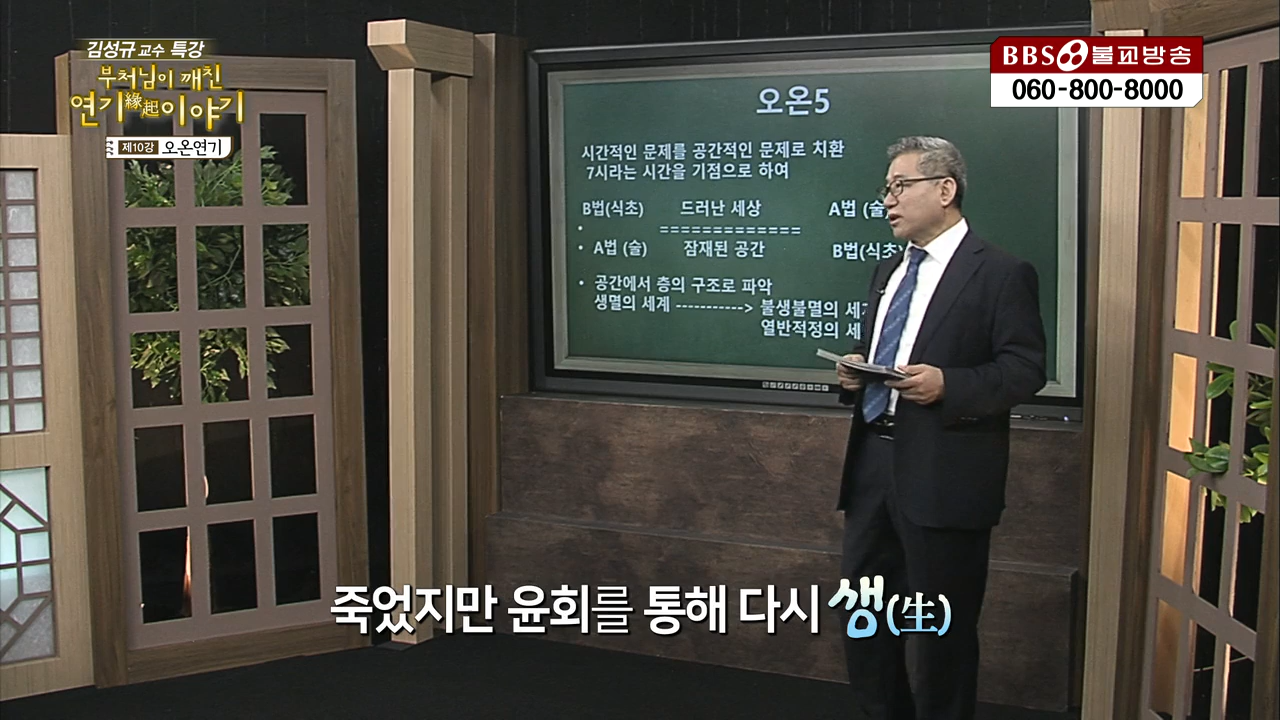 김성규 교수 특강
부처님이 깨친
연기緣起이야기
제10강 오온연기
BBS 불교방송
060-800-8000
오온5
시간적인 문제를 공간적인 문제로 치환
7시라는 시간을 기점으로 하여
B법(식초) 드러난 세상 A법 (술)
• =============
• A법 (술) 잠재된 공간 B법(식초)
• 공간에서 층의 구조로 파악
생멸의 세계 -----------> 불생불멸의 세계
열반적정의 세
죽었지만 윤회를 통해 다시 생(生)